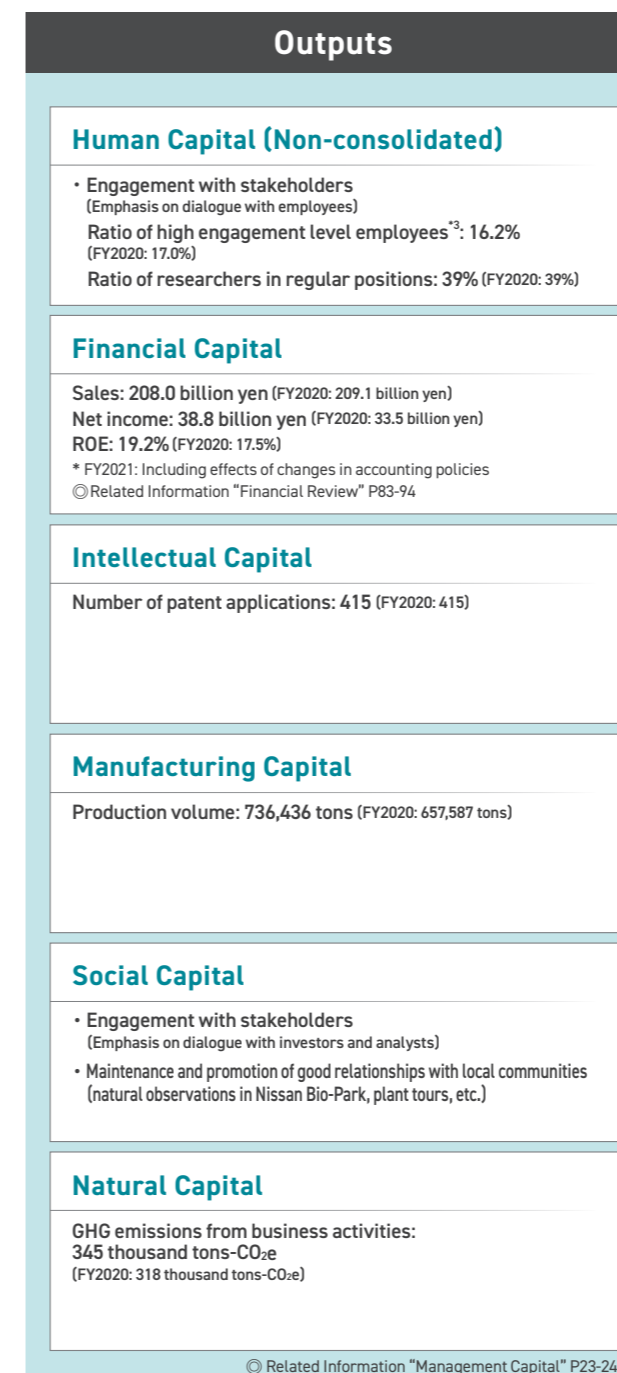 Outputs
Human Capital (Non-consolidated)
・Engagement with stakeholders
(Emphasis on dialogue with employees)
Ratio of high engagement level employees*3: 16.2%
(FY2020: 17.0%)
Ratio of researchers in regular positions: 39% (FY2020: 39%)
Financial Capital
Sales: 208.0 billion yen (FY2020: 209.1 billion yen)
Net income: 38.8 billion yen (FY2020: 33.5 billion yen)
ROE: 19.2% (FY2020: 17.5%)
* FY2021: Including effects of changes in accounting policies
◎Related Information “Financial Review” P83-94
Intellectual Capital
Number of patent applications: 415 (FY2020: 415)
Manufacturing Capital
Production volume: 736,436 tons (FY2020: 657,587 tons)
Social Capital
・Engagement with stakeholders
(Emphasis on dialogue with investors and analysts)
・Maintenance and promotion of good relationships with local communities
(natural observations in Nissan Bio-Park, plant tours, etc.)
Natural Capital
GHG emissions from business activities:
345 thousand tons-CO₂e
(FY2020: 318 thousand tons-CO₂e)
◎ Related Information “Management Capital” P23-24